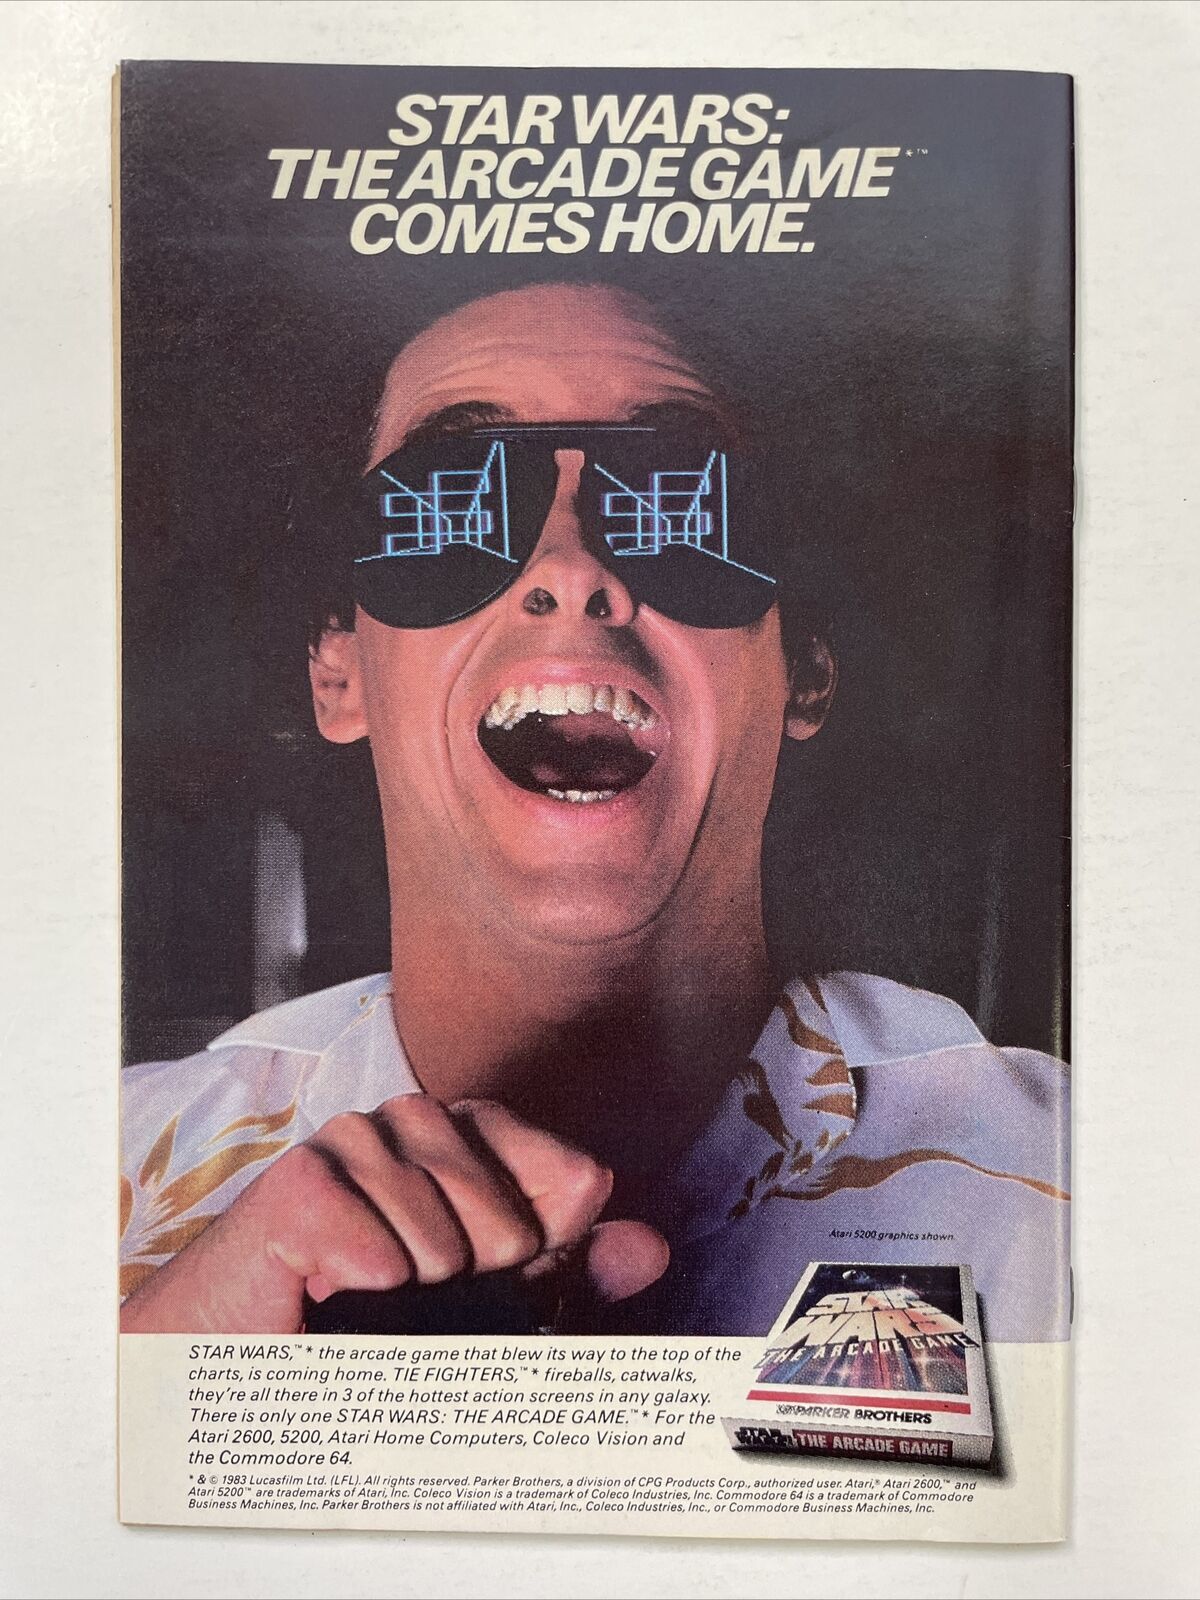 STAR WARS:
THE ARCADE GAME*™
COMES HOME.
Atari 5200 graphics shown.
STAR WARS
THE ARCADE GAME
PARKER BROTHERS
STAR WARS THE ARCADE GAME
STAR WARS,™* the arcade game that blew its way to the top of the
charts, is coming home. TIE FIGHTERS,™* fireballs, catwalks,
they're all there in 3 of the hottest action screens in any galaxy.
There is only one STAR WARS: THE ARCADE GAME.™* For the
Atari 2600, 5200, Atari Home Computers, Coleco Vision and
the Commodore 64.
* & © 1983 Lucasfilm Ltd. (LFL). All rights reserved. Parker Brothers, a division of CPG Products Corp., authorized user. Atari,® Atari 2600,™ and
Atari 5200™ are trademarks of Atari, Inc. Coleco Vision is a trademark of Coleco Industries, Inc. Commodore 64 is a trademark of Commodore
Business Machines, Inc. Parker Brothers is not affiliated with Atari, Inc., Coleco Industries, Inc., or Commodore Business Machines, Inc.